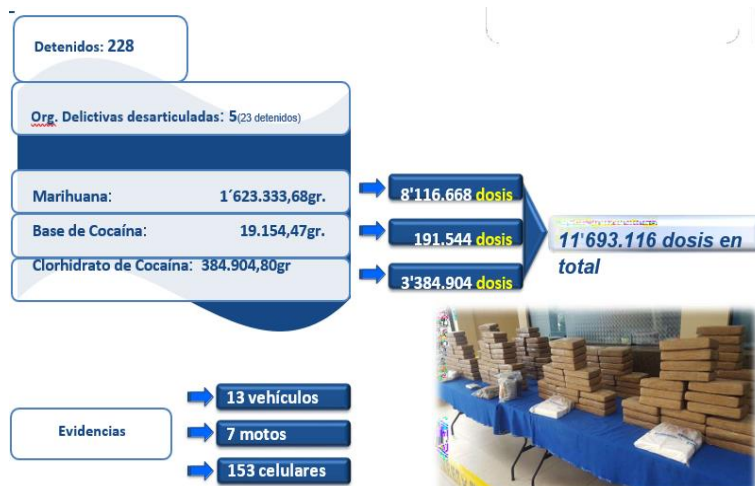 Detenidos: 228
Org. Delictivas desarticuladas: 5(23 detenidos)
Marihuana: 1´623.333,68gr.
8'116.668 dosis
Base de Cocaína: 19.154,47gr.
191.544 dosis
Clorhidrato de Cocaína: 384.904,80gr
3'384.904 dosis
11'693.116 dosis en
total
Evidencias
13 vehículos
7 motos
153 celulares